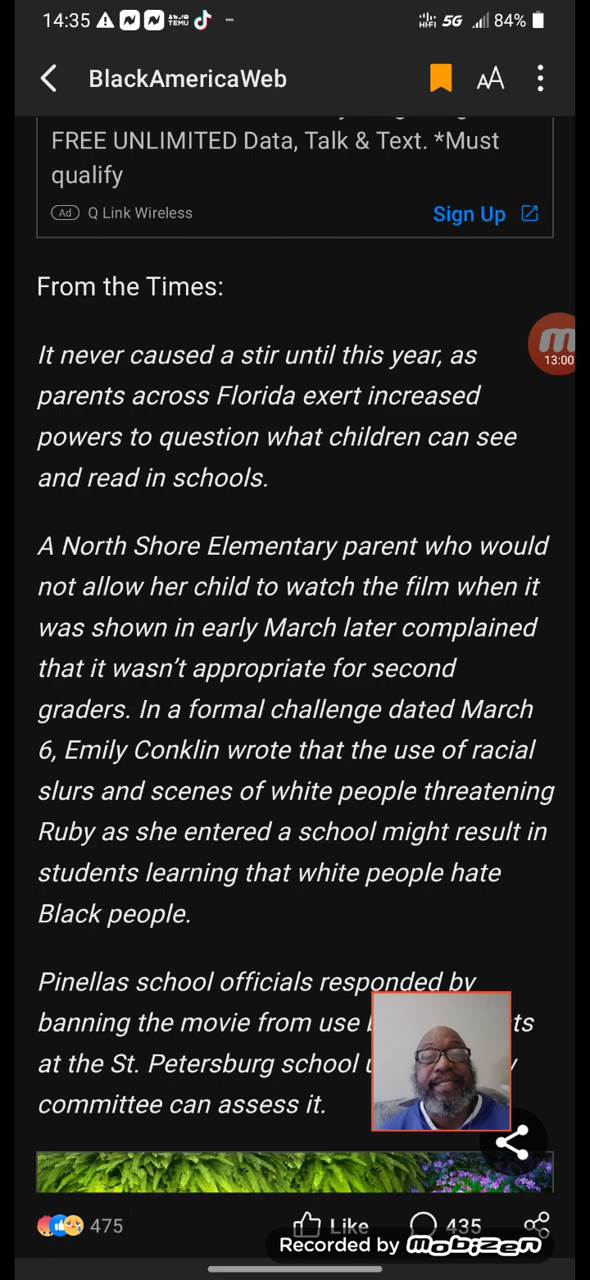 14:35 TEMU HiFi 5G 84%
BlackAmericaWeb AA
FREE UNLIMITED Data, Talk & Text. *Must
qualify
Ad Q Link Wireless Sign Up
From the Times:
m
13:00
It never caused a stir until this year, as
parents across Florida exert increased
powers to question what children can see
and read in schools.
A North Shore Elementary parent who would
not allow her child to watch the film when it
was shown in early March later complained
that it wasn't appropriate for second
graders. In a formal challenge dated March
6, Emily Conklin wrote that the use of racial
slurs and scenes of white people threatening
Ruby as she entered a school might result in
students learning that white people hate
Black people.
Pinellas school officials responded by
banning the movie from use
at the St. Petersburg school
committee can assess it.
475 Like 435
Recorded by mobizen